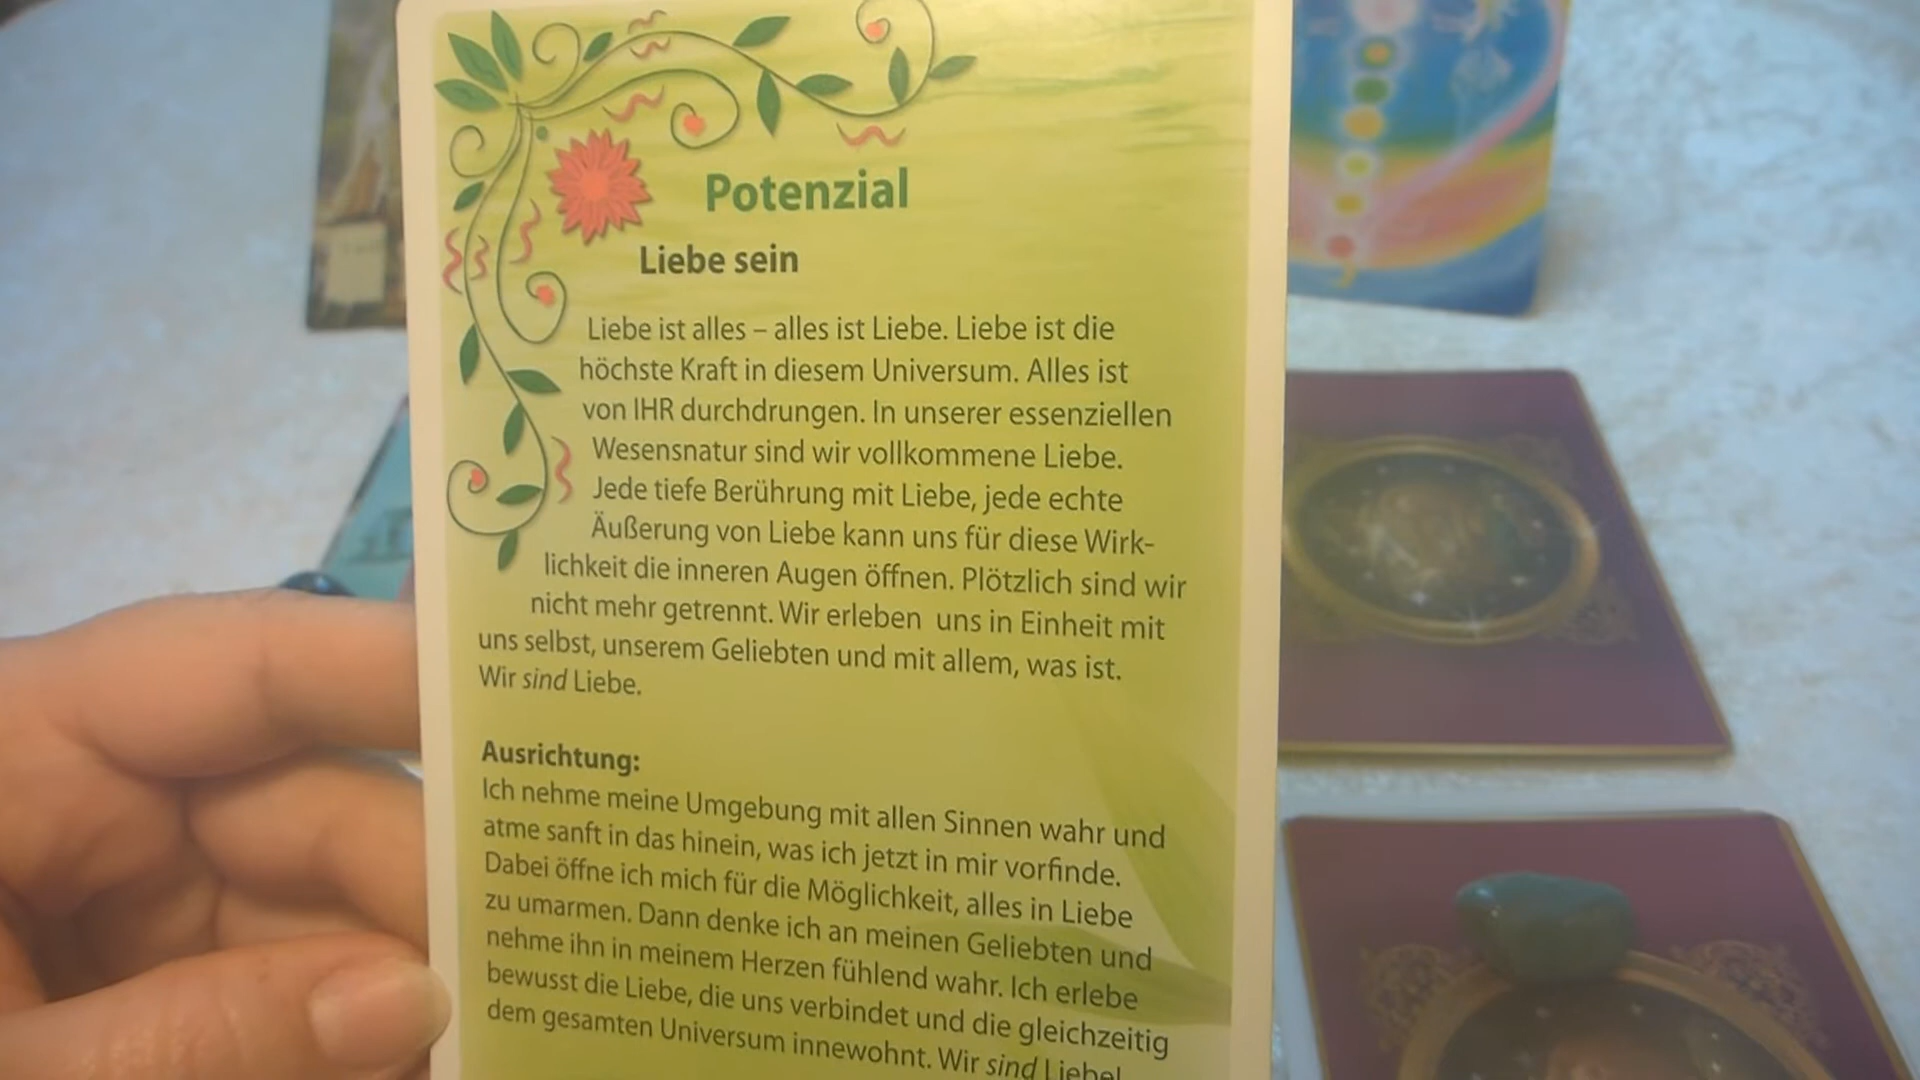 Potenzial
Liebe sein
Liebe ist alles – alles ist Liebe. Liebe ist die
höchste Kraft in diesem Universum. Alles ist
von IHR durchdrungen. In unserer essenziellen
Wesensnatur sind wir vollkommene Liebe.
Jede tiefe Berührung mit Liebe, jede echte
Äußerung von Liebe kann uns für diese Wirk-
lichkeit die inneren Augen öffnen. Plötzlich sind wir
nicht mehr getrennt. Wir erleben uns in Einheit mit
uns selbst, unserem Geliebten und mit allem, was ist.
Wir sind Liebe.
Ausrichtung:
Ich nehme meine Umgebung mit allen Sinnen wahr und
atme sanft in das hinein, was ich jetzt in mir vorfinde.
Dabei öffne ich mich für die Möglichkeit, alles in Liebe
zu umarmen. Dann denke ich an meinen Geliebten und
nehme ihn in meinem Herzen fühlend wahr. Ich erlebe
bewusst die Liebe, die uns verbindet und die gleichzeitig
dem gesamten Universum innewohnt. Wir sind Liebe!